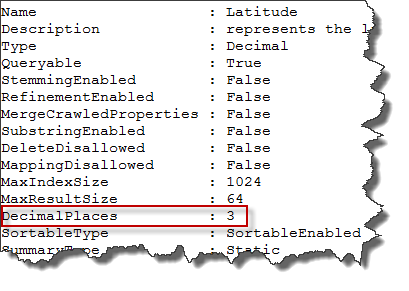 Name : Latitude
Description : represents the
Type : Decimal
Queryable : True
StemmingEnabled : False
RefinementEnabled : False
MergeCrawledProperties : False
SubstringEnabled : False
DeleteDisallowed : False
MappingDisallowed : False
MaxIndexSize : 1024
MaxResultSize : 64
DecimalPlaces : 3
SortableType : SortableEnabled
SummaryType : Static